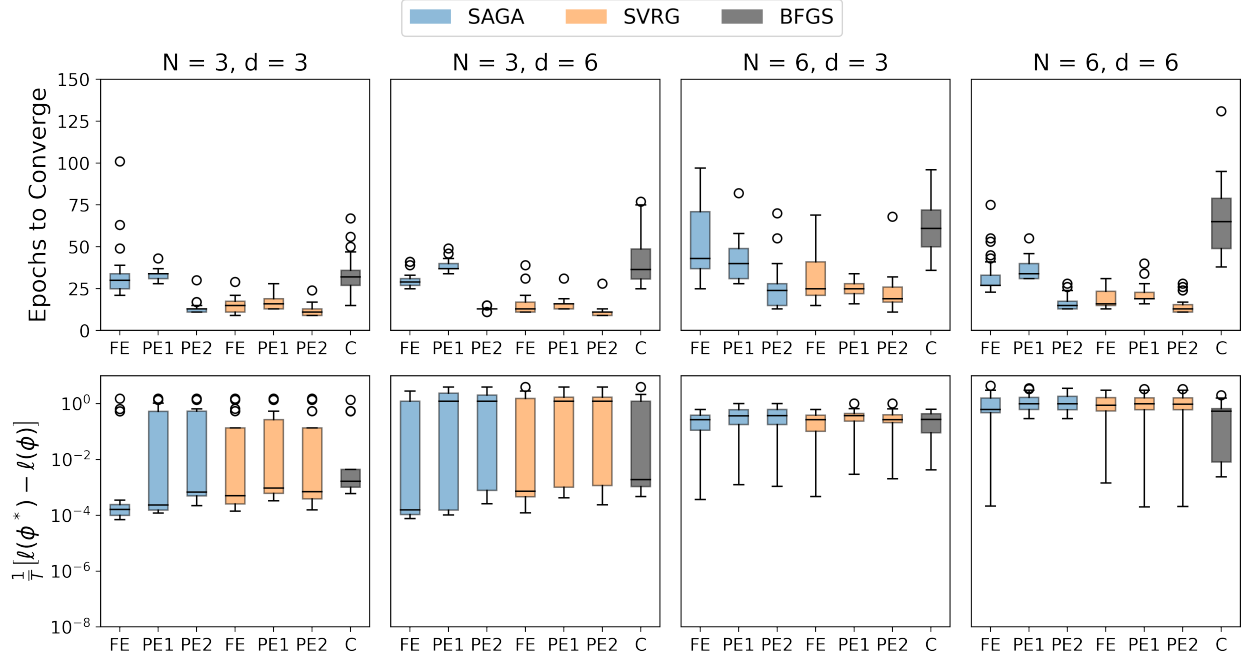 SAGA SVRG BFGS
N = 3, d = 3 N = 3, d = 6 N = 6, d = 3 N = 6, d = 6
Epochs to Converge
150
125
100
75
50
25
0
FE PE1 PE2 FE PE1 PE2 C FE PE1 PE2 FE PE1 PE2 C FE PE1 PE2 FE PE1 PE2 C FE PE1 PE2 FE PE1 PE2 C
1/T [ℓ(ϕ*) − ℓ(ϕ)]
10⁰
10⁻²
10⁻⁴
10⁻⁶
10⁻⁸
FE PE1 PE2 FE PE1 PE2 C FE PE1 PE2 FE PE1 PE2 C FE PE1 PE2 FE PE1 PE2 C FE PE1 PE2 FE PE1 PE2 C